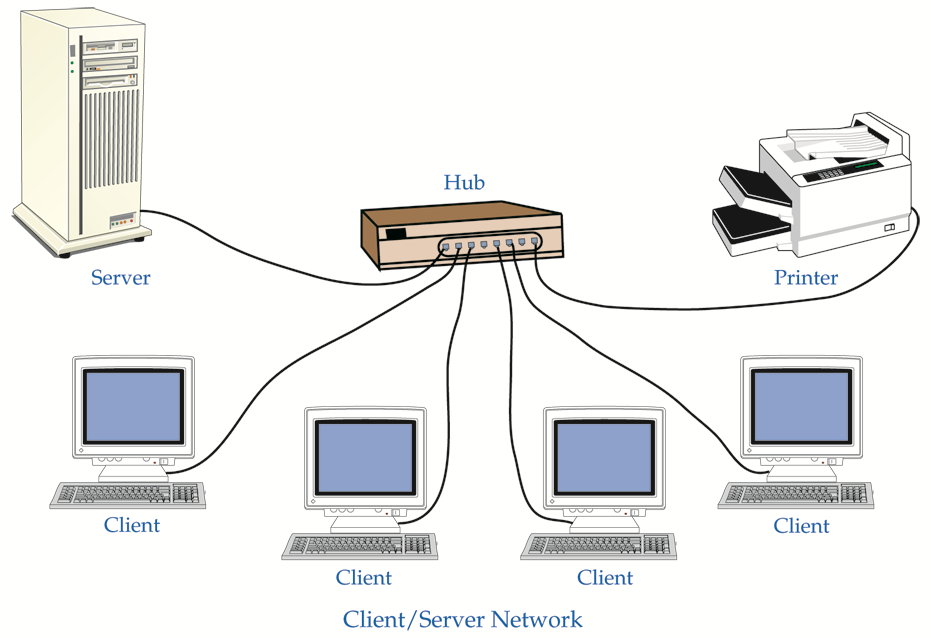 Hub
Server
Printer
Client
Client
Client
Client
Client/Server Network